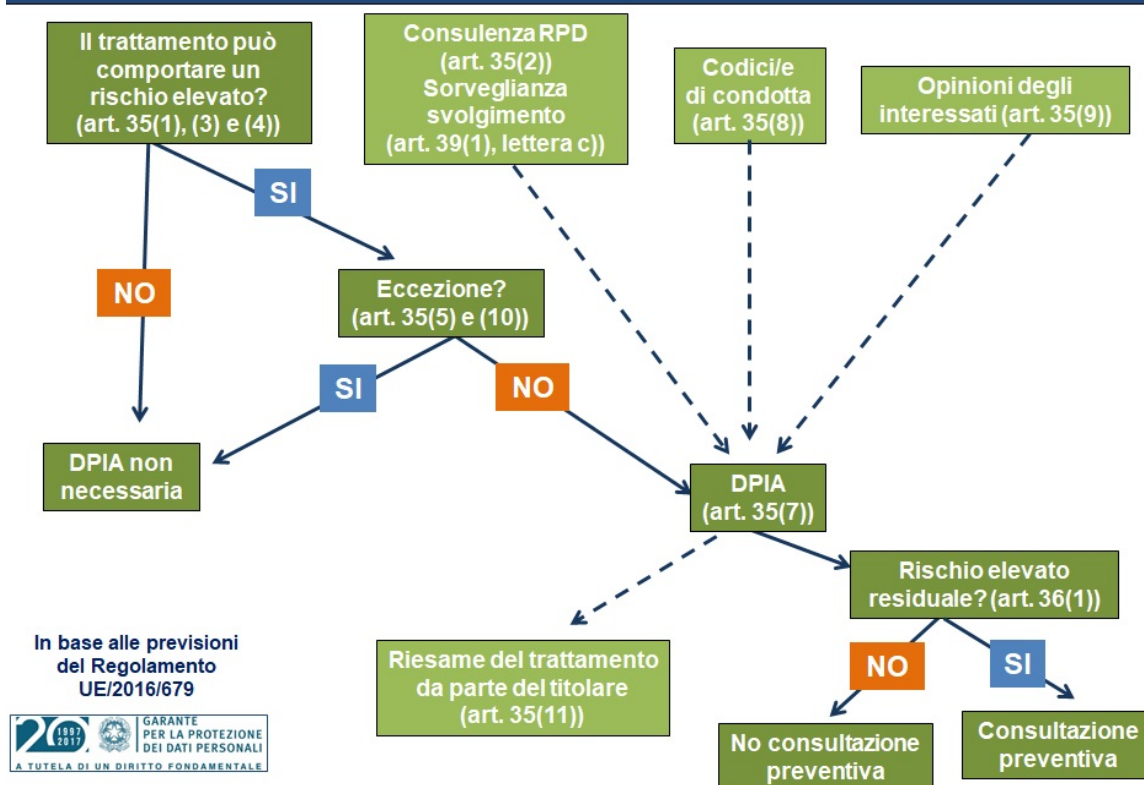 Il trattamento può
comportare un
rischio elevato?
(art. 35(1), (3) e (4))
Consulenza RPD
(art. 35(2))
Sorveglianza
svolgimento
(art. 39(1), lettera c))
Codici/e
di condotta
(art. 35(8))
Opinioni degli
interessati (art. 35(9))
SI
NO
Eccezione?
(art. 35(5) e (10))
SI
NO
DPIA non
necessaria
DPIA
(art. 35(7))
Rischio elevato
residuale? (art. 36(1))
In base alle previsioni
del Regolamento
UE/2016/679
Riesame del trattamento
da parte del titolare
(art. 35(11))
NO
SI
No consultazione
preventiva
Consultazione
preventiva
20 1997
2017
GARANTE
PER LA PROTEZIONE
DEI DATI PERSONALI
A TUTELA DI UN DIRITTO FONDAMENTALE